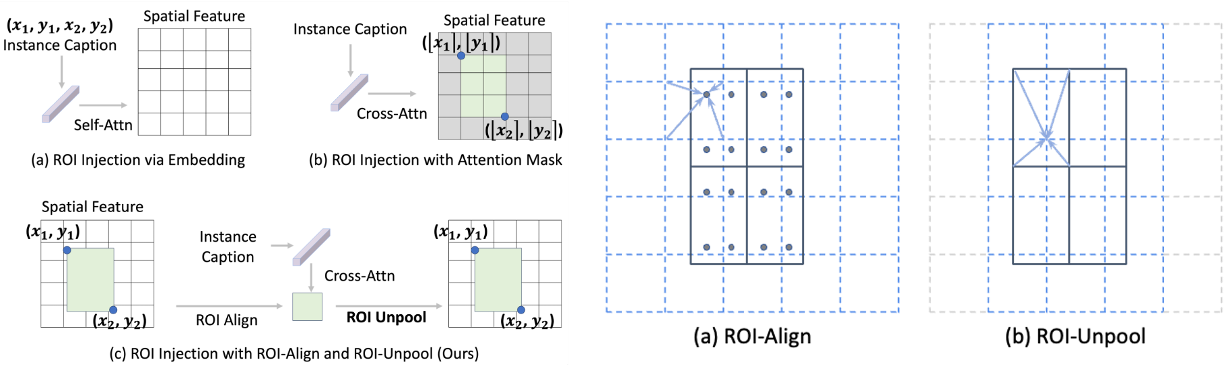 (x₁, y₁, x₂, y₂)
Instance Caption
Self-Attn
Spatial Feature
(a) ROI Injection via Embedding
Instance Caption
Cross-Attn
Spatial Feature
(⌊x₁⌉, ⌊y₁⌉)
(⌊x₂⌉, ⌊y₂⌉)
(b) ROI Injection with Attention Mask
Spatial Feature
(x₁, y₁)
(x₂, y₂)
Instance
Caption
Cross-Attn
ROI Align
ROI Unpool
(x₁, y₁)
(x₂, y₂)
(c) ROI Injection with ROI-Align and ROI-Unpool (Ours)
(a) ROI-Align
(b) ROI-Unpool